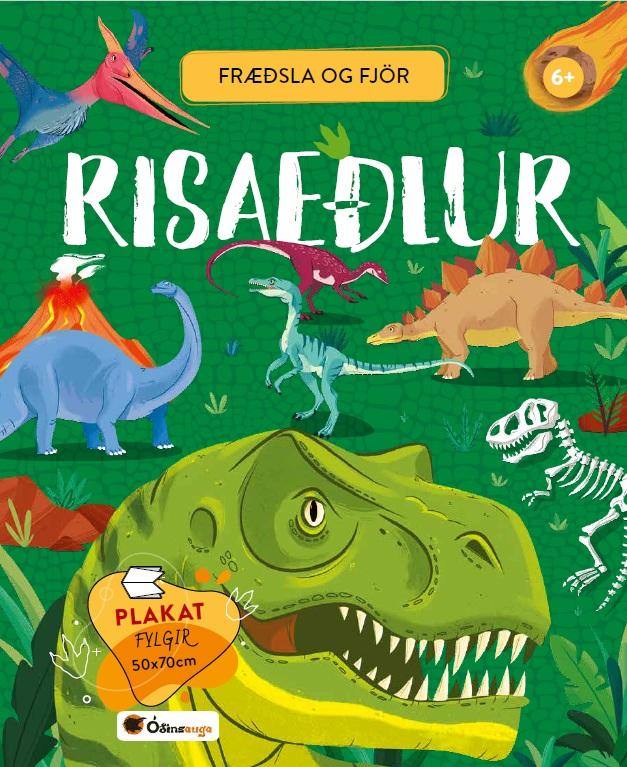 FRÆÐSLA OG FJÖR
6+
RISAEÐLUR
PLAKAT
FYLGIR
50x70cm
Óðinsauga